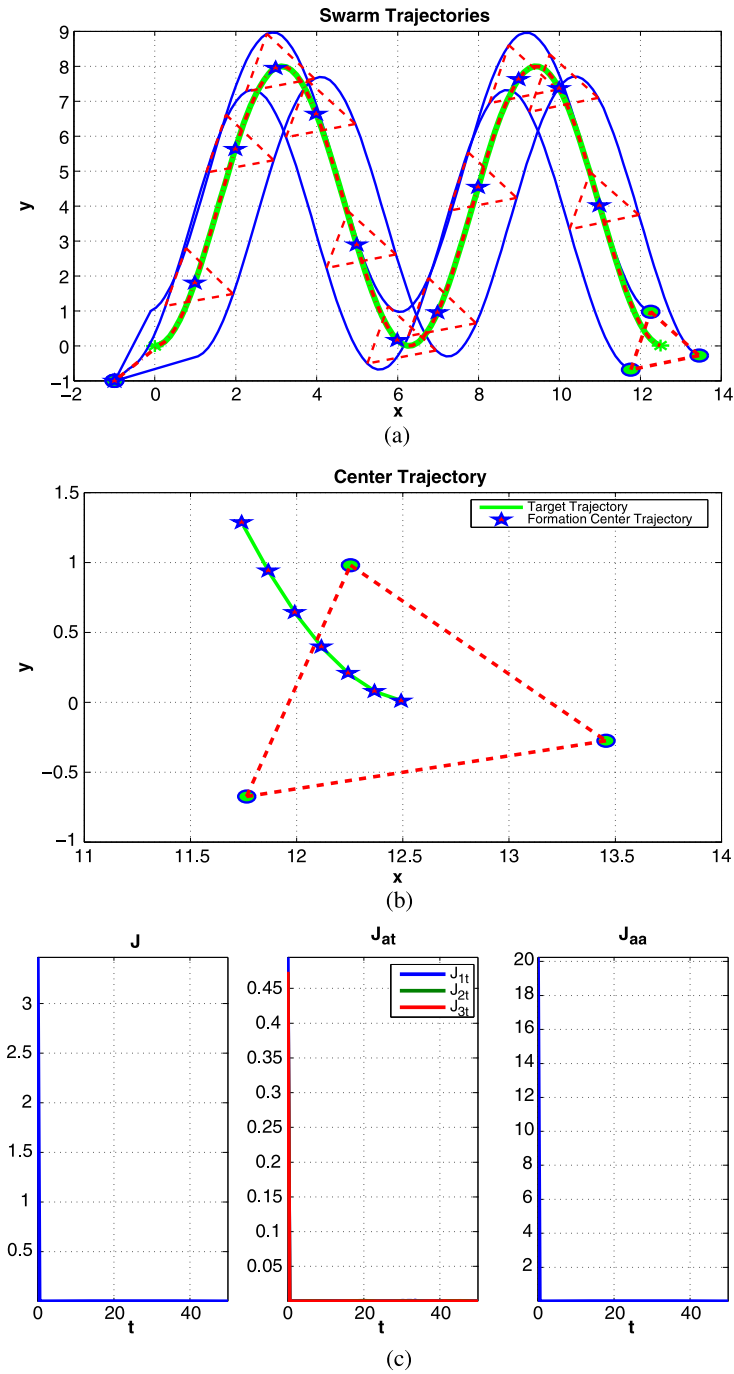 Swarm Trajectories
9
8
7
6
5
4
3
2
1
0
−1
y
−2 0 2 4 6 8 10 12 14
x
(a)
Center Trajectory
1.5
1
0.5
0
−0.5
−1
y
Target Trajectory
Formation Center Trajectory
11 11.5 12 12.5 13 13.5 14
x
(b)
J
3
2.5
2
1.5
1
0.5
0 20 40
t
Jat
J1t
J2t
J3t
0.45
0.4
0.35
0.3
0.25
0.2
0.15
0.1
0.05
0 20 40
t
Jaa
20
18
16
14
12
10
8
6
4
2
0 20 40
t
(c)